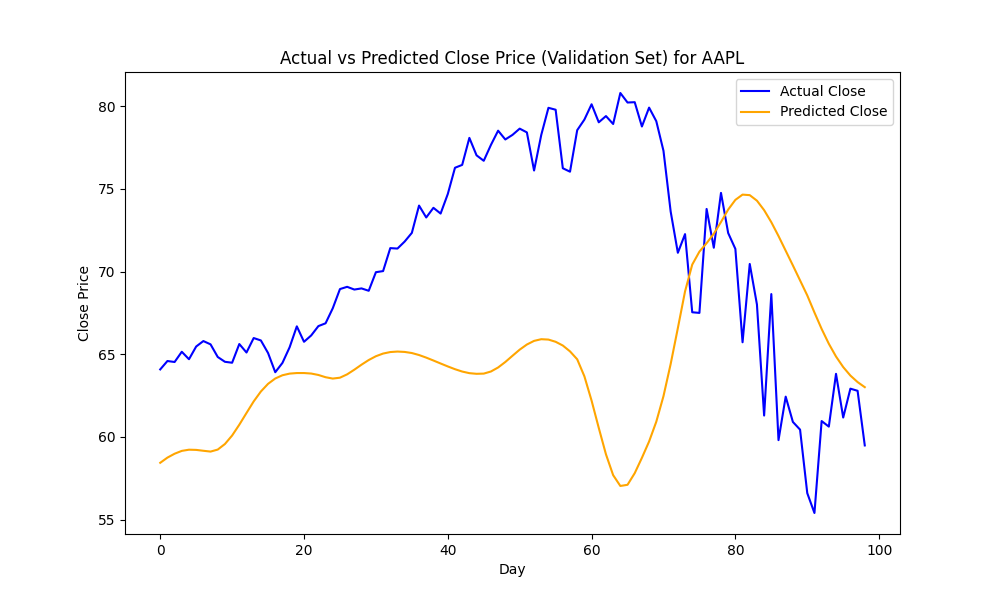 Actual vs Predicted Close Price (Validation Set) for AAPL
Actual Close
Predicted Close
Close Price
80
75
70
65
60
55
0 20 40 60 80 100
Day